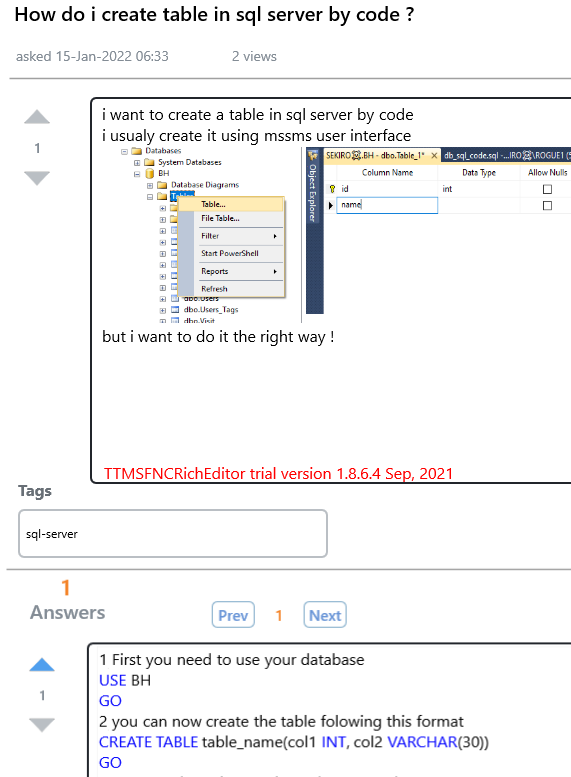 How do i create table in sql server by code ?
asked 15-Jan-2022 06:33
2 views
1
i want to create a table in sql server by code
i usualy create it using mssms user interface
Databases
System Databases
BH
Database Diagrams
Tables
Table...
File Table...
Filter
Start PowerShell
Reports
Refresh
dbo.Users
dbo.Users_Tags
dbo.Visit
Object Explorer
SEKIRO\BH - dbo.Table_1* × db_sql_code.sql -...IRO\ROGUE1 (5
Column Name Data Type Allow Nulls
id int
name
but i want to do it the right way !
TTMSFNCRichEditor trial version 1.8.6.4 Sep, 2021
Tags
sql-server
1
Answers
Prev 1 Next
1
1 First you need to use your database
USE BH
GO
2 you can now create the table folowing this format
CREATE TABLE table_name(col1 INT, col2 VARCHAR(30))
GO